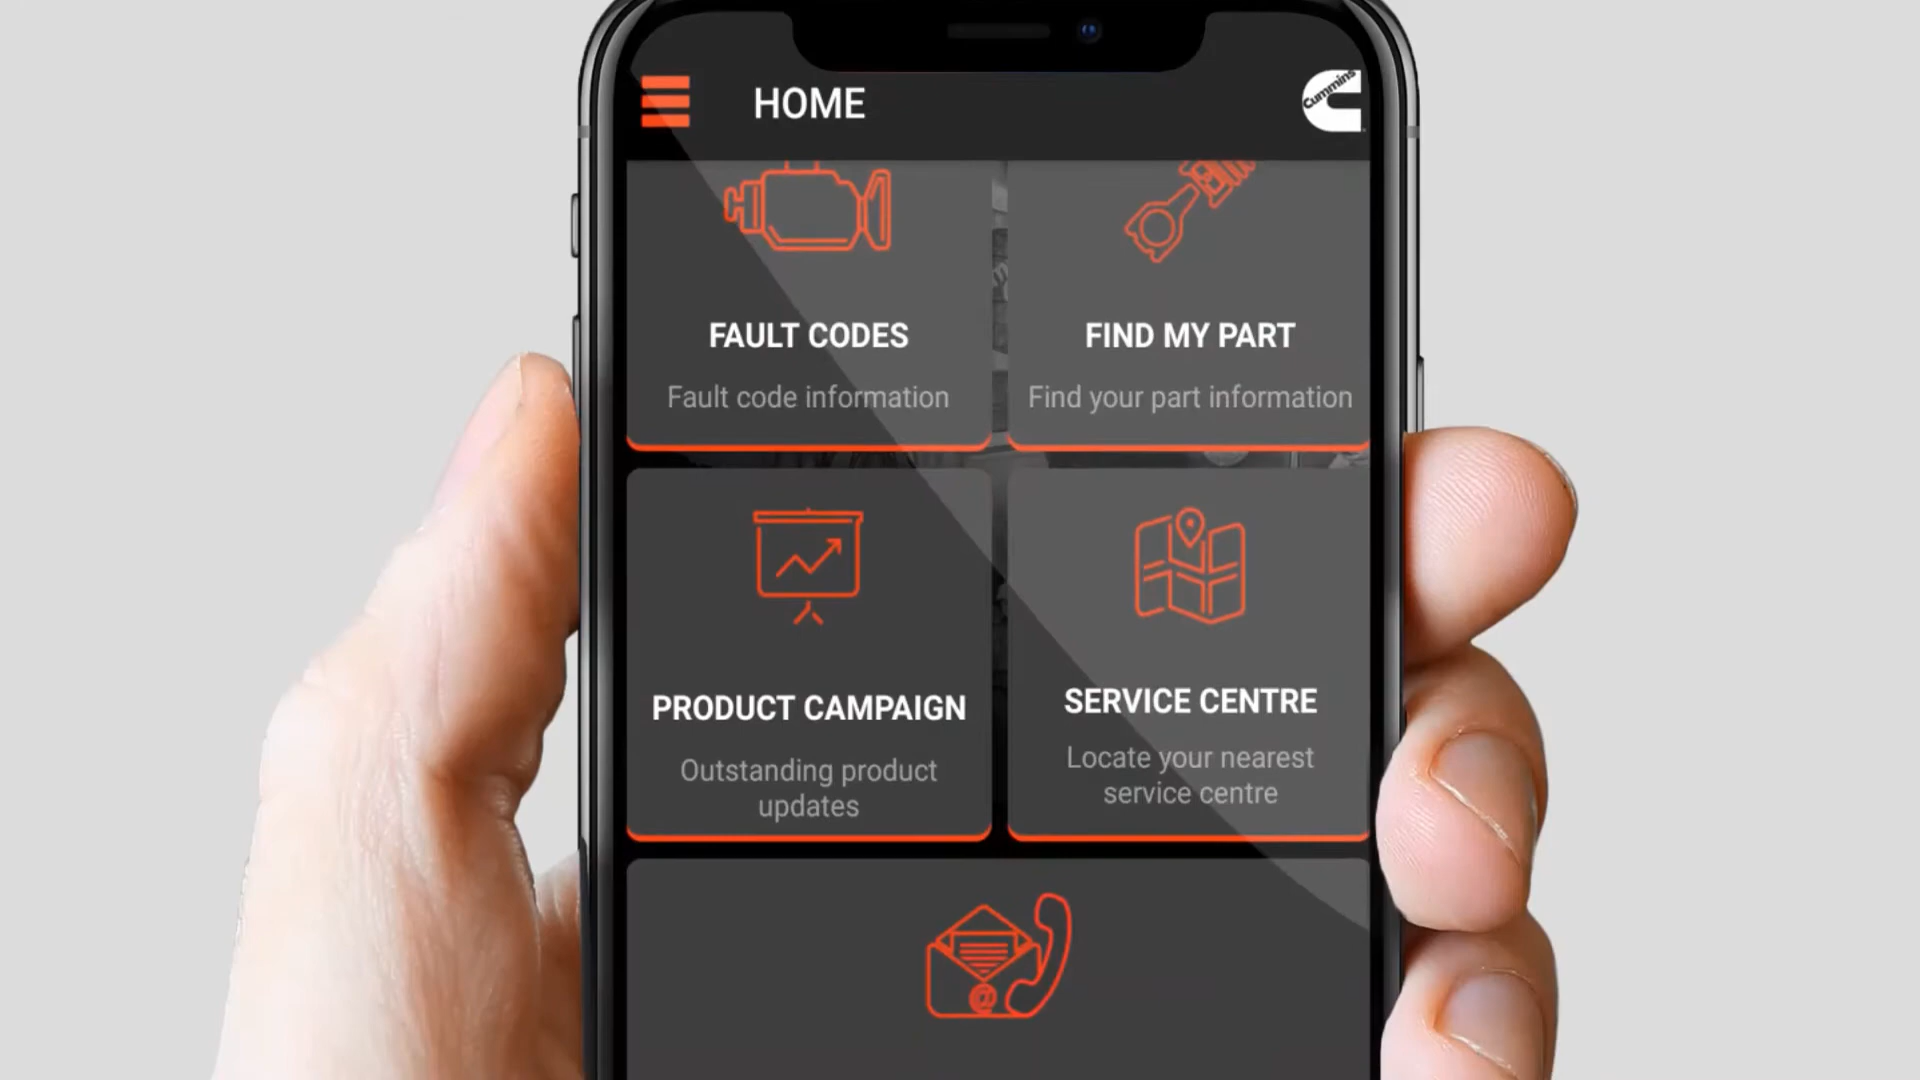 HOME
Cummins
FAULT CODES
Fault code information
FIND MY PART
Find your part information
PRODUCT CAMPAIGN
Outstanding product
updates
SERVICE CENTRE
Locate your nearest
service centre
@